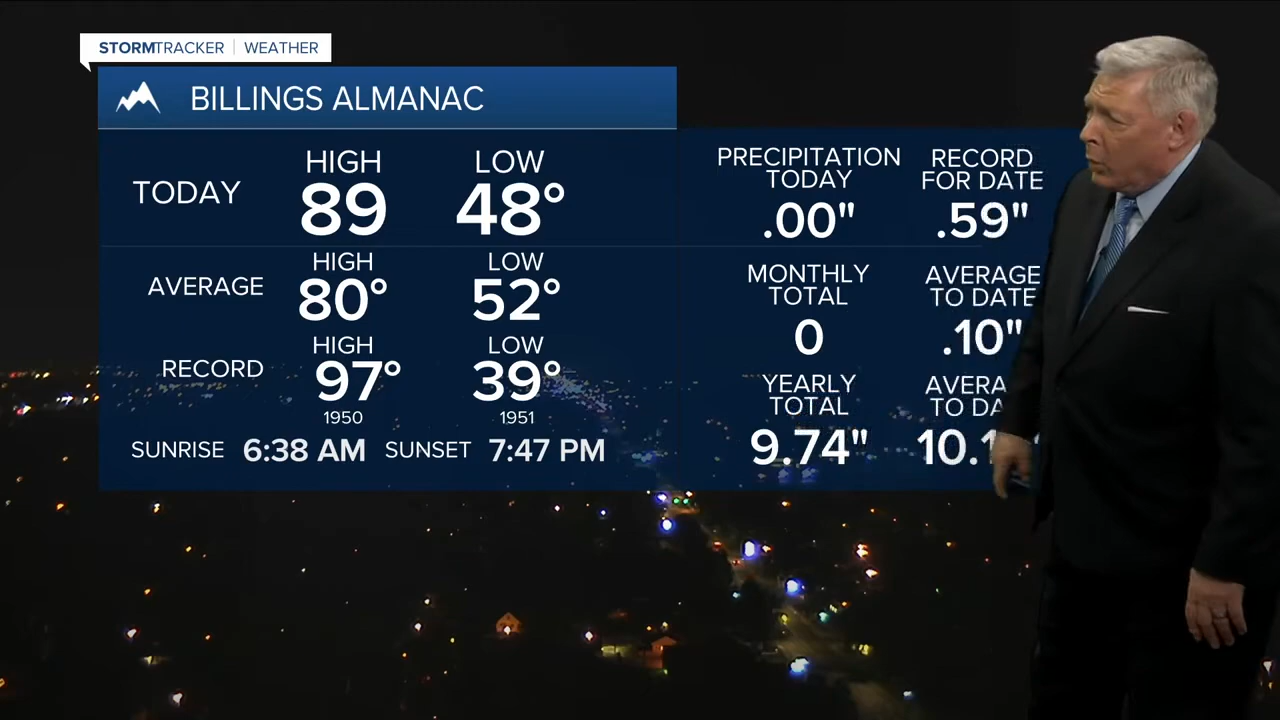 STORMTRACKER | WEATHER
BILLINGS ALMANAC
HIGH LOW
TODAY 89 48°
HIGH LOW
AVERAGE 80° 52°
HIGH LOW
RECORD 97° 39°
1950 1951
SUNRISE 6:38 AM SUNSET 7:47 PM
PRECIPITATION
TODAY
.00"
RECORD
FOR DATE
.59"
MONTHLY
TOTAL
0
AVERAGE
TO DATE
.10"
YEARLY
TOTAL
9.74"
TO